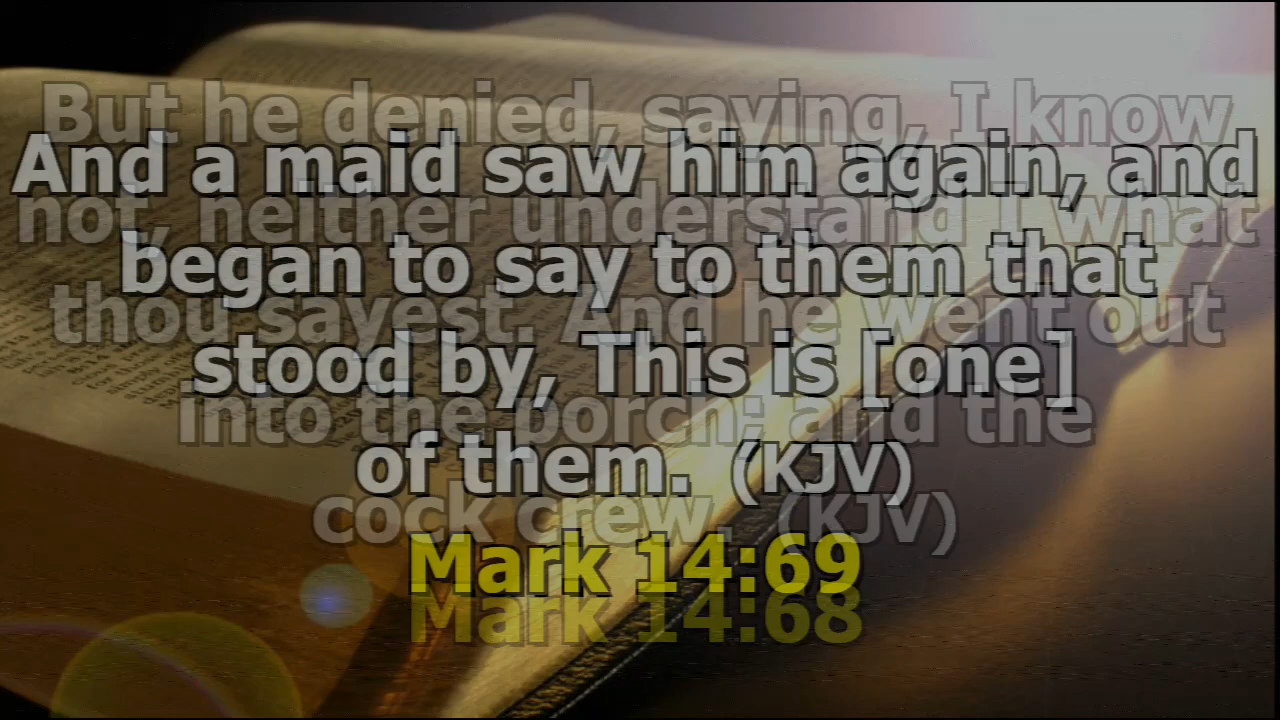 But he denied, saying, I know
not, neither understand I what
thou sayest. And he went out
into the porch; and the
cock crew. (KJV)
Mark 14:68
And a maid saw him again, and
began to say to them that
stood by, This is [one]
of them. (KJV)
Mark 14:69